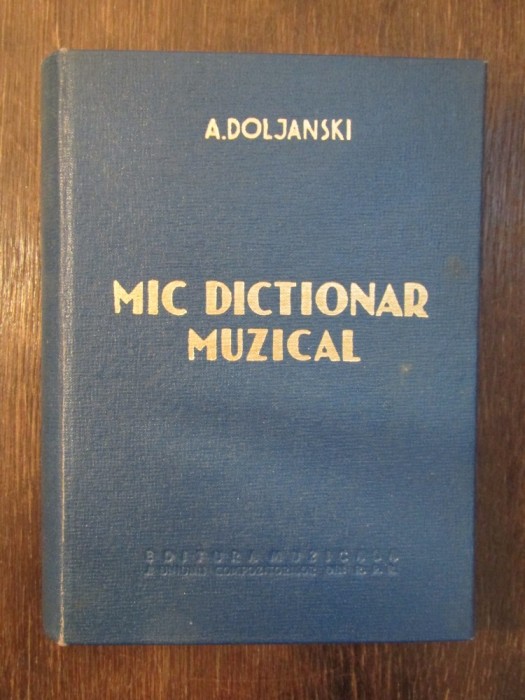 A.DOLJANSKI
MIC DICTIONAR
MUZICAL
EDITURA MUZICALA
A UNIUNII COMPOZITORILOR DIN R. P. R.